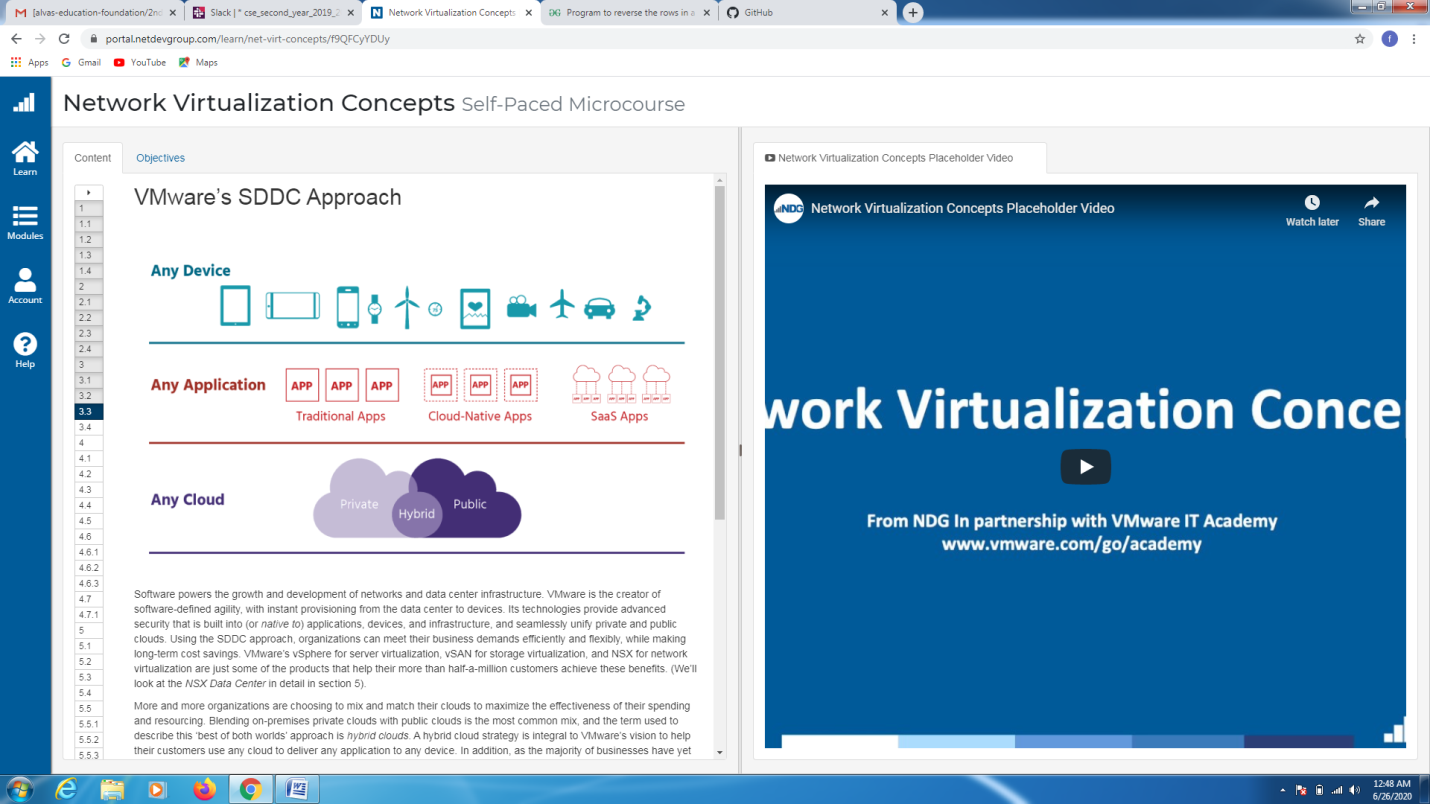 [alvas-education-foundation/2nd
Slack | * cse_second_year_2019_2
Network Virtualization Concepts
Program to reverse the rows in a
GitHub
portal.netdevgroup.com/learn/net-virt-concepts/f9QFCyYDUy
f
Apps
Gmail
YouTube
Maps
Network Virtualization Concepts Self-Paced Microcourse
Learn
Modules
Account
Help
Content
Objectives
1
1.1
1.2
1.3
1.4
2
2.1
2.2
2.3
2.4
3
3.1
3.2
3.3
3.4
4
4.1
4.2
4.3
4.4
4.5
4.6
4.6.1
4.6.2
4.6.3
4.7
4.7.1
5
5.1
5.2
5.3
5.4
5.5
5.5.1
5.5.2
5.5.3
VMware’s SDDC Approach
Any Device
Any Application
APP APP APP
APP APP APP
Traditional Apps
Cloud-Native Apps
SaaS Apps
Any Cloud
Private
Hybrid
Public
Software powers the growth and development of networks and data center infrastructure. VMware is the creator of
software-defined agility, with instant provisioning from the data center to devices. Its technologies provide advanced
security that is built into (or native to) applications, devices, and infrastructure, and seamlessly unify private and public
clouds. Using the SDDC approach, organizations can meet their business demands efficiently and flexibly, while making
long-term cost savings. VMware’s vSphere for server virtualization, vSAN for storage virtualization, and NSX for network
virtualization are just some of the products that help their more than half-a-million customers achieve these benefits. (We’ll
look at the NSX Data Center in detail in section 5).
More and more organizations are choosing to mix and match their clouds to maximize the effectiveness of their spending
and resourcing. Blending on-premises private clouds with public clouds is the most common mix, and the term used to
describe this ‘best of both worlds’ approach is hybrid clouds. A hybrid cloud strategy is integral to VMware’s vision to help
their customers use any cloud to deliver any application to any device. In addition, as the majority of businesses have yet
Network Virtualization Concepts Placeholder Video
NDG
Network Virtualization Concepts Placeholder Video
Watch later
Share
work Virtualization Conce
From NDG In partnership with VMware IT Academy
www.vmware.com/go/academy
12:48 AM
6/26/2020